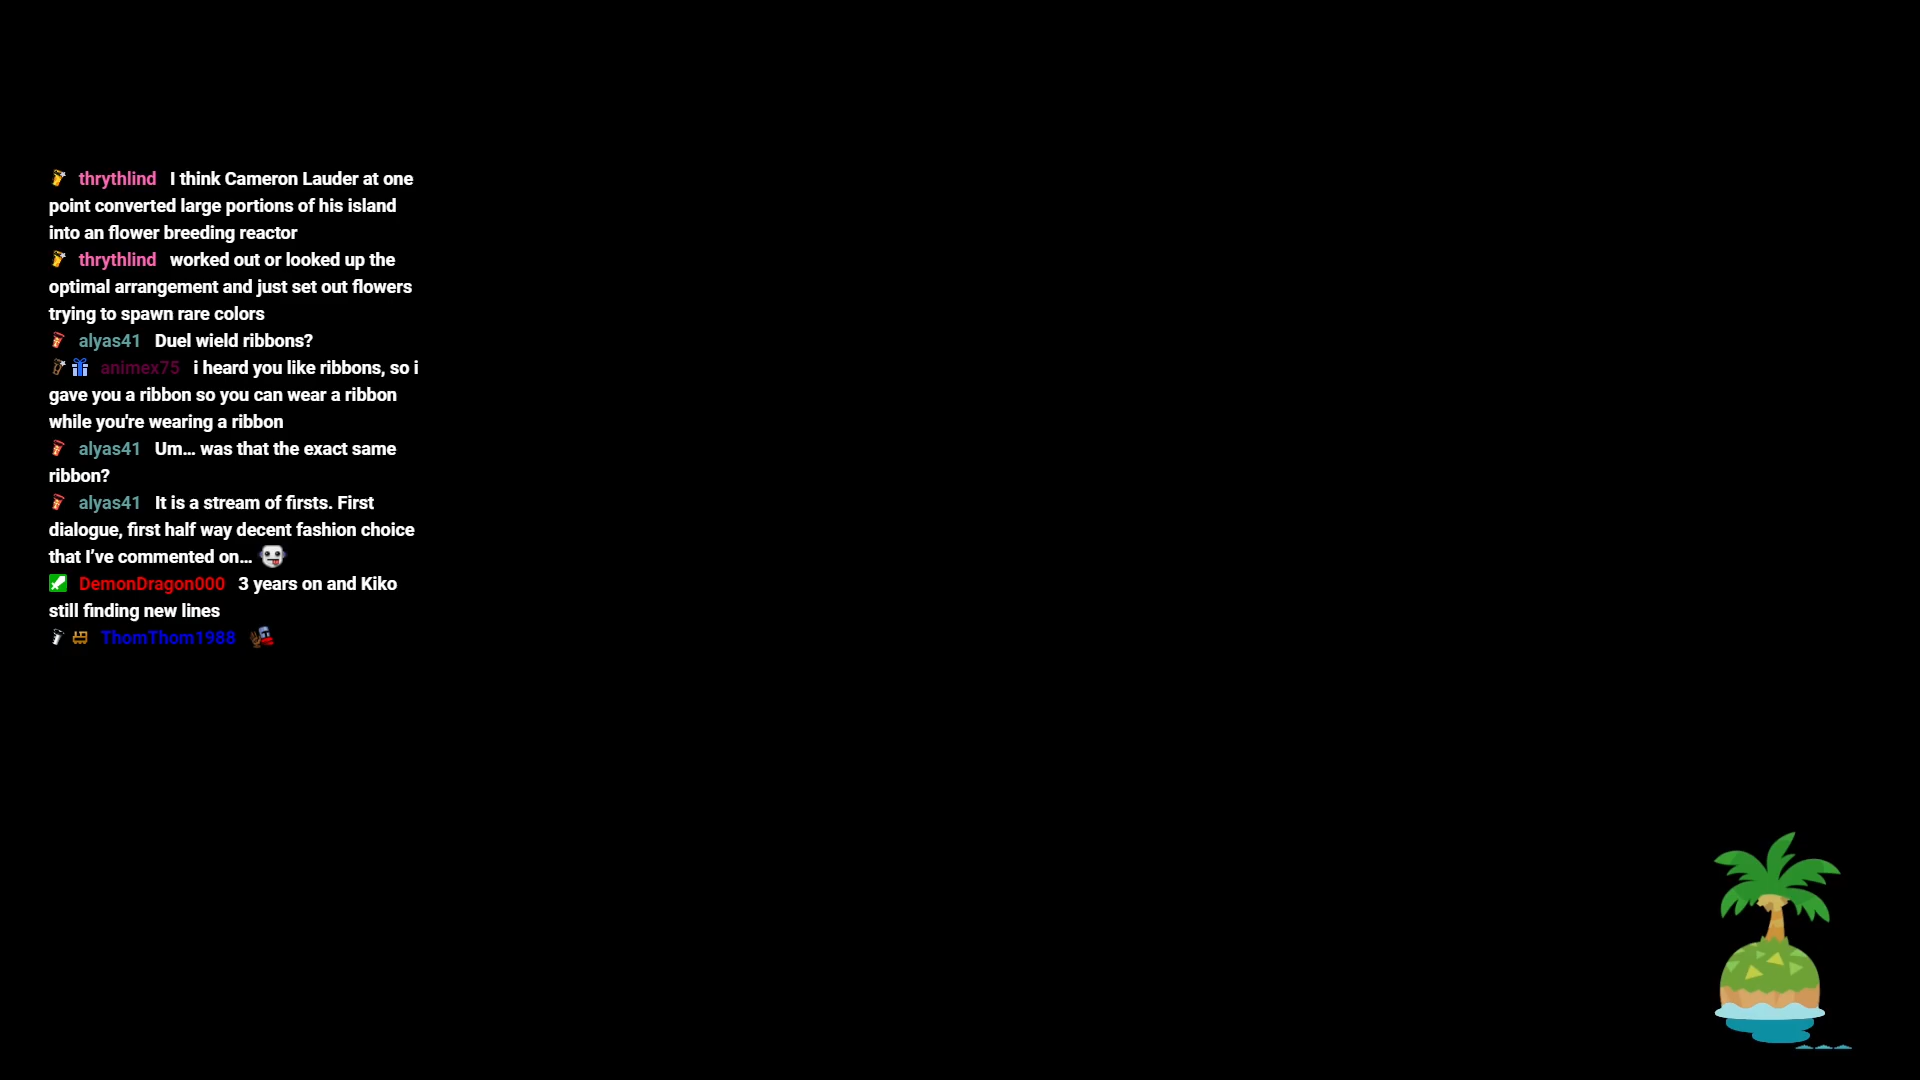 thrythlind I think Cameron Lauder at one
point converted large portions of his island
into an flower breeding reactor
thrythlind worked out or looked up the
optimal arrangement and just set out flowers
trying to spawn rare colors
alyas41 Duel wield ribbons?
animex75 i heard you like ribbons, so i
gave you a ribbon so you can wear a ribbon
while you're wearing a ribbon
alyas41 Um... was that the exact same
ribbon?
alyas41 It is a stream of firsts. First
dialogue, first half way decent fashion choice
that I’ve commented on…
DemonDragon000 3 years on and Kiko
still finding new lines
ThomThom1988